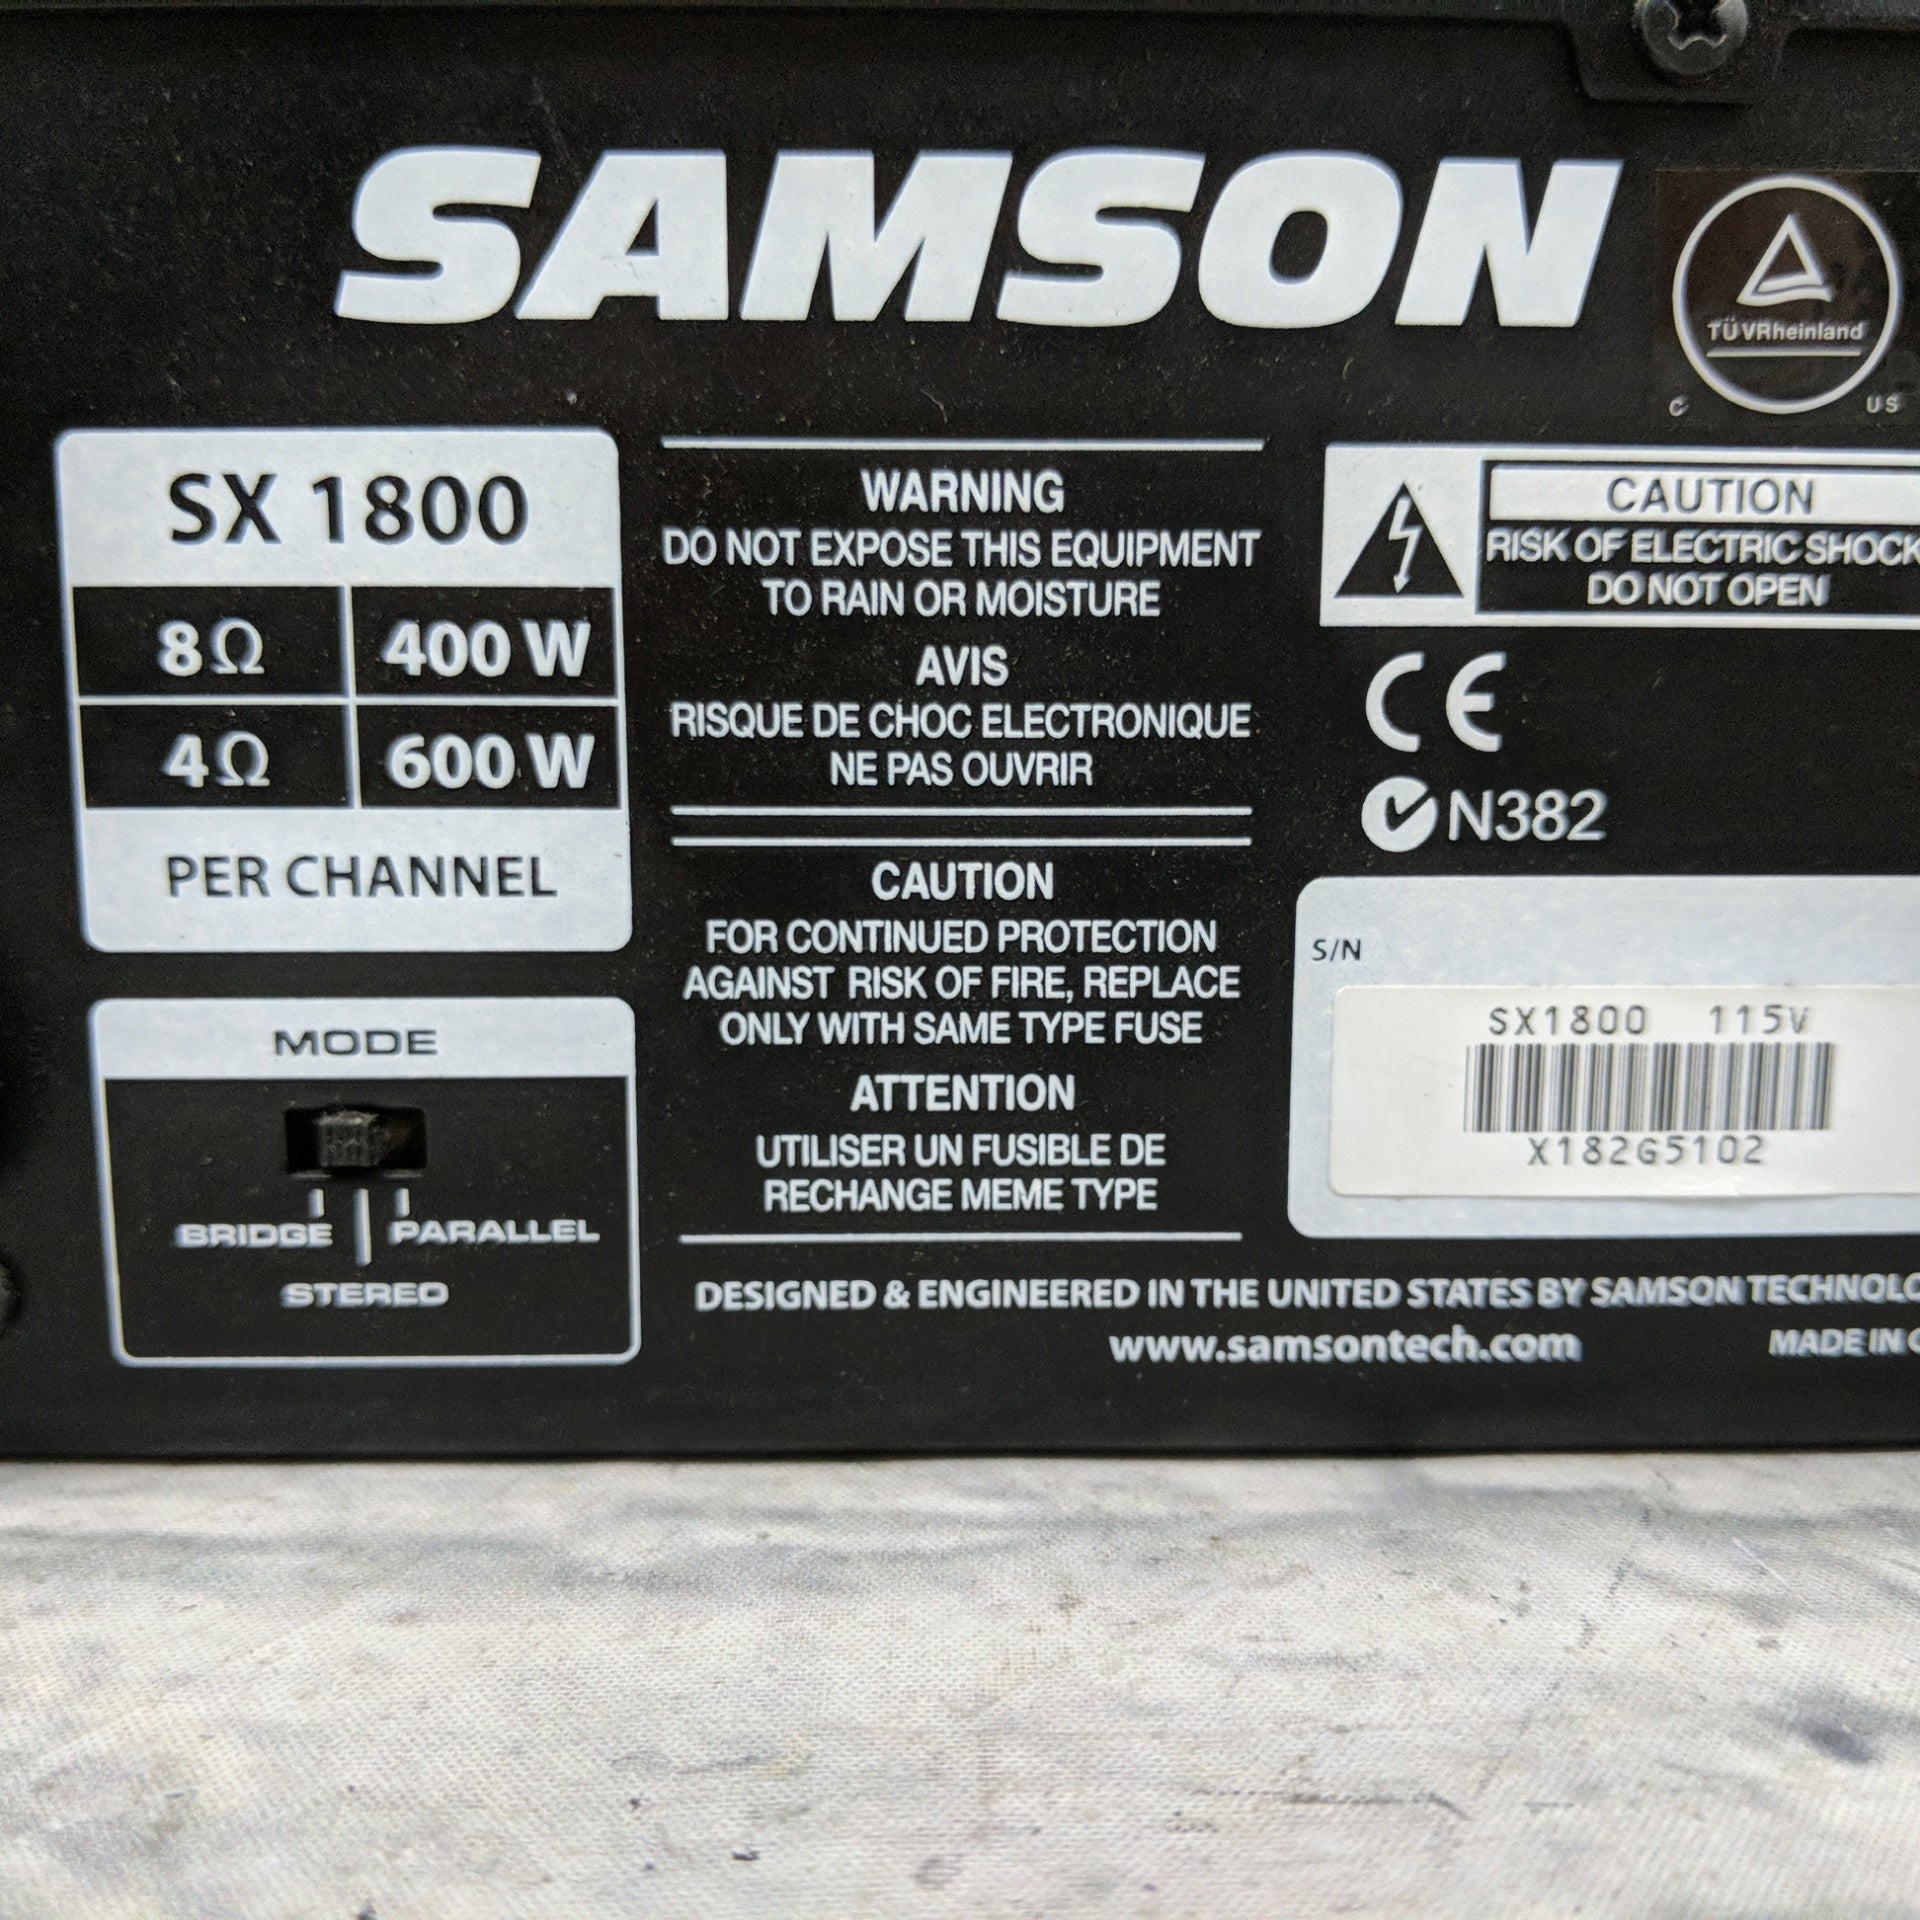 SAMSON
TÜVRheinland
C US
SX 1800
8Ω 400 W
4Ω 600 W
PER CHANNEL
MODE
BRIDGE PARALLEL
STEREO
WARNING
DO NOT EXPOSE THIS EQUIPMENT
TO RAIN OR MOISTURE
AVIS
RISQUE DE CHOC ELECTRONIQUE
NE PAS OUVRIR
CAUTION
FOR CONTINUED PROTECTION
AGAINST RISK OF FIRE, REPLACE
ONLY WITH SAME TYPE FUSE
ATTENTION
UTILISER UN FUSIBLE DE
RECHANGE MEME TYPE
CAUTION
RISK OF ELECTRIC SHOCK
DO NOT OPEN
CE
N382
S/N
SX1800 115V
X182G5102
DESIGNED & ENGINEERED IN THE UNITED STATES BY SAMSON TECHNOLO
www.samsontech.com MADE IN